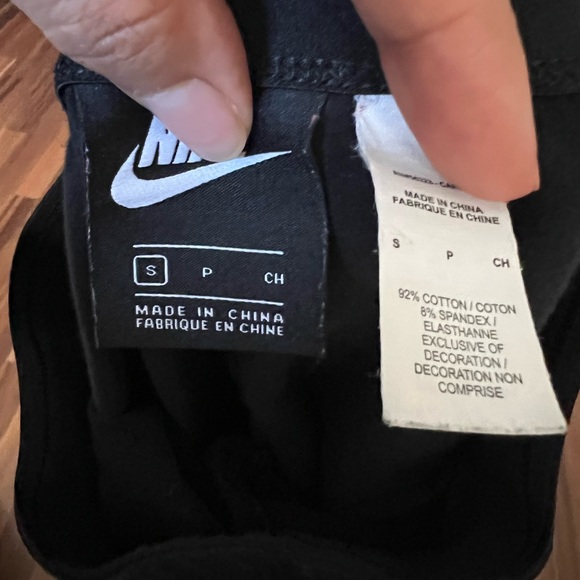 S P CH
MADE IN CHINA
FABRIQUE EN CHINE
MADE IN CHINA
FABRIQUE EN CHINE
S P CH
92% COTTON / COTON
8% SPANDEX /
ELASTHANNE
EXCLUSIVE OF
DECORATION /
DECORATION NON
COMPRISE